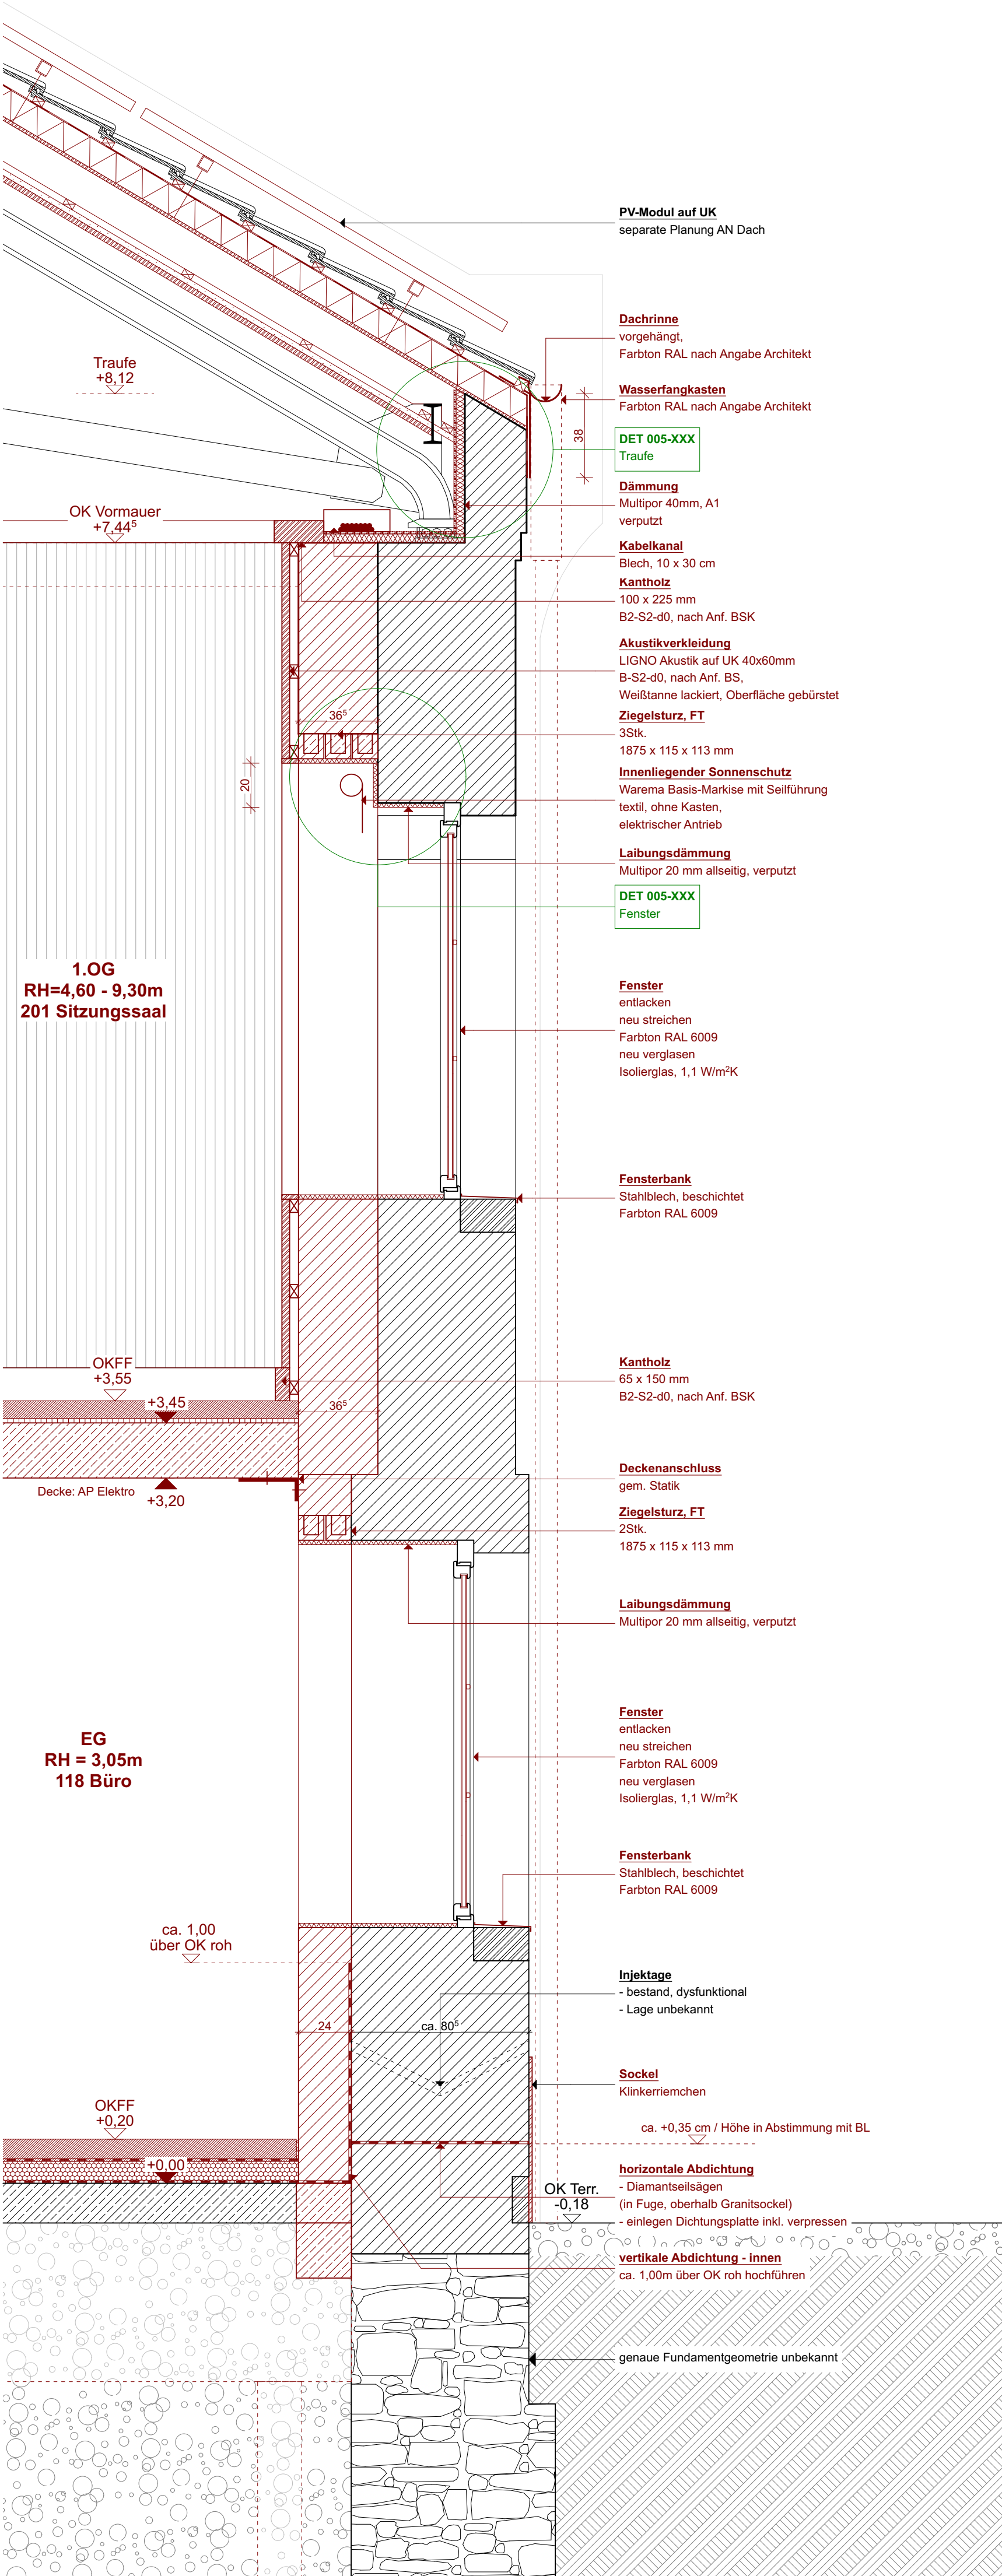 PV-Modul auf UK
separate Planung AN Dach
Dachrinne
vorgehängt,
Farbton RAL nach Angabe Architekt
Traufe
+8,12
Wasserfangkasten
Farbton RAL nach Angabe Architekt
38
DET 005-XXX
Traufe
Dämmung
Multipor 40mm, A1
verputzt
OK Vormauer
+7,44⁵
Kabelkanal
Blech, 10 x 30 cm
Kantholz
100 x 225 mm
B2-S2-d0, nach Anf. BSK
Akustikverkleidung
LIGNO Akustik auf UK 40x60mm
B-S2-d0, nach Anf. BS,
Weißtanne lackiert, Oberfläche gebürstet
36⁵
Ziegelsturz, FT
3Stk.
1875 x 115 x 113 mm
20
Innenliegender Sonnenschutz
Warema Basis-Markise mit Seilführung
textil, ohne Kasten,
elektrischer Antrieb
Laibungsdämmung
Multipor 20 mm allseitig, verputzt
DET 005-XXX
Fenster
1.OG
RH=4,60 - 9,30m
201 Sitzungssaal
Fenster
entlacken
neu streichen
Farbton RAL 6009
neu verglasen
Isolierglas, 1,1 W/m²K
Fensterbank
Stahlblech, beschichtet
Farbton RAL 6009
OKFF
+3,55
Kantholz
65 x 150 mm
B2-S2-d0, nach Anf. BSK
+3,45
36⁵
Deckenanschluss
gem. Statik
Decke: AP Elektro
+3,20
Ziegelsturz, FT
2Stk.
1875 x 115 x 113 mm
Laibungsdämmung
Multipor 20 mm allseitig, verputzt
EG
RH = 3,05m
118 Büro
Fenster
entlacken
neu streichen
Farbton RAL 6009
neu verglasen
Isolierglas, 1,1 W/m²K
Fensterbank
Stahlblech, beschichtet
Farbton RAL 6009
ca. 1,00
über OK roh
Injektage
- bestand, dysfunktional
- Lage unbekannt
24
ca. 80⁵
Sockel
Klinkerriemchen
OKFF
+0,20
ca. +0,35 cm / Höhe in Abstimmung mit BL
+0,00
horizontale Abdichtung
- Diamantseilsägen
(in Fuge, oberhalb Granitsockel)
- einlegen Dichtungsplatte inkl. verpressen
OK Terr.
-0,18
vertikale Abdichtung - innen
ca. 1,00m über OK roh hochführen
genaue Fundamentgeometrie unbekannt